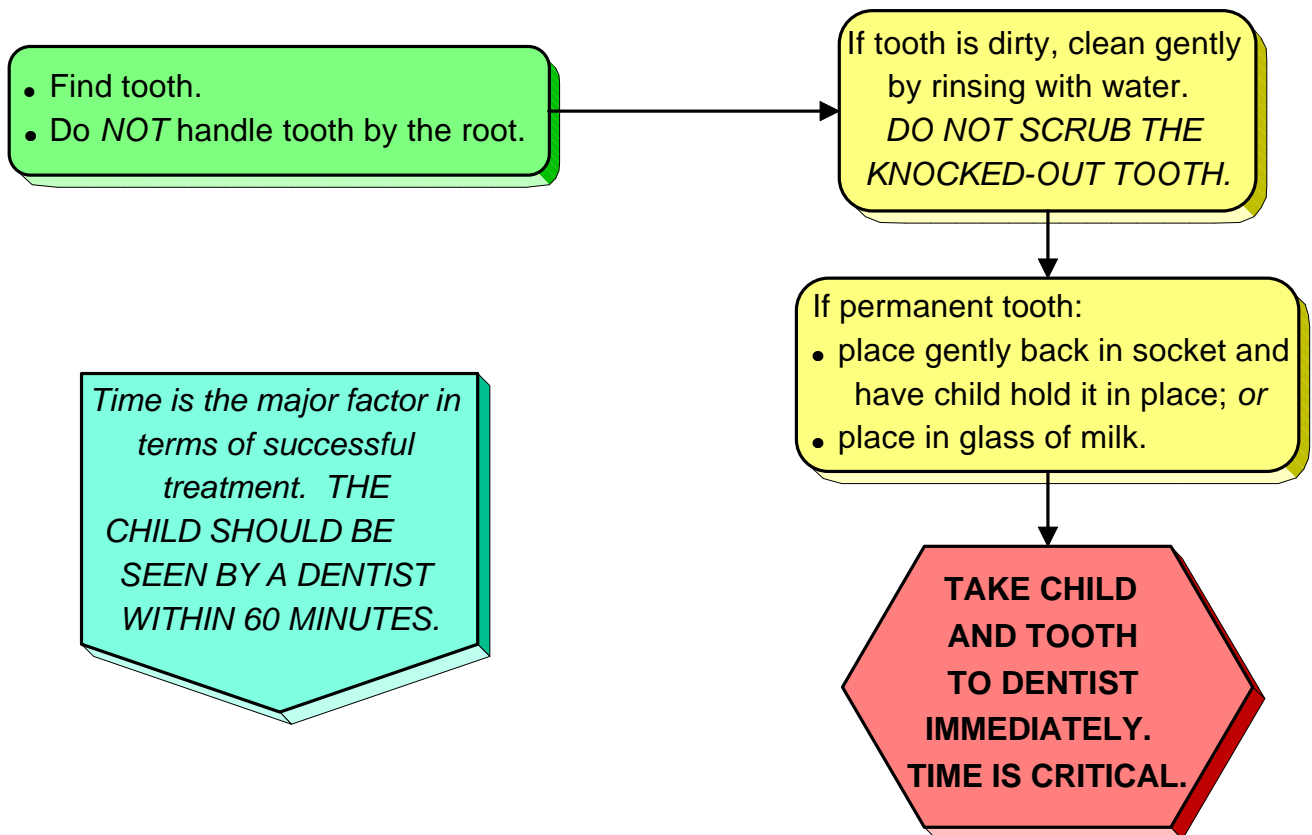 • Find tooth.
• Do NOT handle tooth by the root.
If tooth is dirty, clean gently
by rinsing with water.
DO NOT SCRUB THE
KNOCKED-OUT TOOTH.
If permanent tooth:
• place gently back in socket and
have child hold it in place; or
• place in glass of milk.
Time is the major factor in
terms of successful
treatment. THE
CHILD SHOULD BE
SEEN BY A DENTIST
WITHIN 60 MINUTES.
TAKE CHILD
AND TOOTH
TO DENTIST
IMMEDIATELY.
TIME IS CRITICAL.